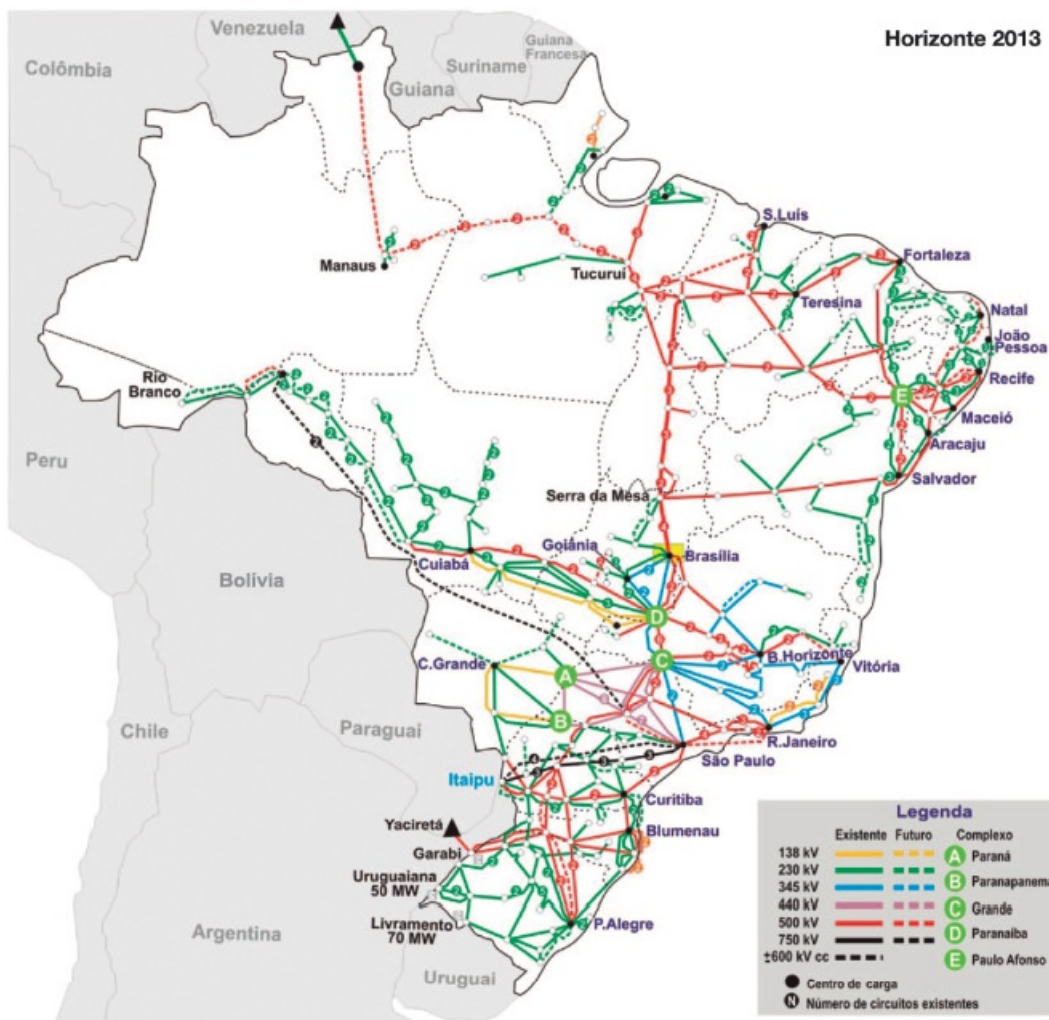 Horizonte 2013
Venezuela
Guiana
Francesa
Suriname
Colômbia
Guiana
S.Luís
Manaus
Tucuruí
Fortaleza
Teresina
Natal
João
Pessoa
Rio
Branco
Recife
E
Maceió
Aracaju
Peru
Salvador
Serra da Mesa
Goiânia
Brasília
Cuiabá
Bolívia
D
B.Horizonte
C.Grande
C
Vitória
A
B
Paraguai
Chile
R.Janeiro
São Paulo
Itaipu
Curitiba
Yaciretá
Blumenau
Garabi
Uruguaiana
50 MW
Livramento
70 MW
P.Alegre
Argentina
Uruguai
Legenda
Existente Futuro Complexo
138 kV A Paraná
230 kV B Paranapanema
345 kV
440 kV C Grande
500 kV D Paranaíba
750 kV
±600 kV cc E Paulo Afonso
Centro de carga
N Número de circuitos existentes